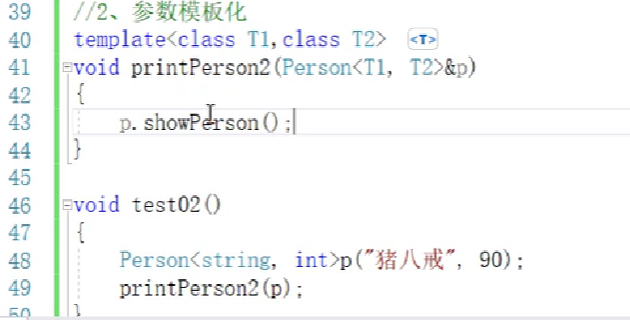 39 //2、参数模板化
40 template<class T1,class T2> <T>
41 void printPerson2(Person<T1, T2>&p)
42 {
43 p.showPerson();
44 }
45
46 void test02()
47 {
48 Person<string, int>p("猪八戒", 90);
49 printPerson2(p);
50 }